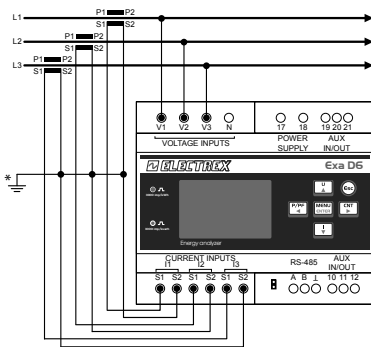 L1 P1 P2
S1 S2
L2 P1 P2
S1 S2
L3 P1 P2
S1 S2
V1 V2 V3 N 17 18 19 20 21
VOLTAGE INPUTS POWER SUPPLY AUX IN/OUT
*
ELECTREX Exa D6
U
Esc
P/PF MENU ENTER CNT
I
Energy analyzer
CURRENT INPUTS RS-485 AUX IN/OUT
I1 I2 I3
S1 S2 S1 S2 S1 S2 A B ⊥ 10 11 12